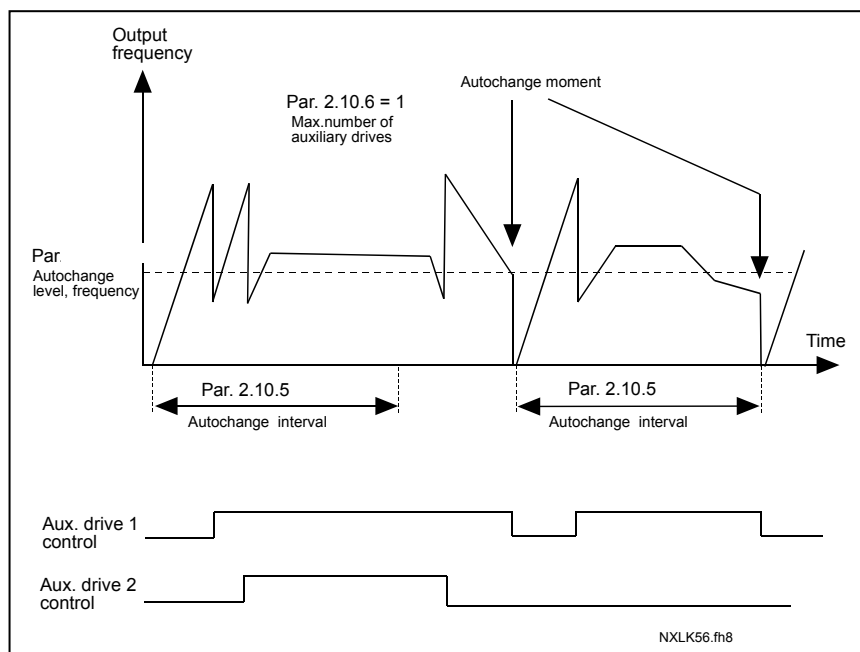 Output
frequency
Autochange moment
Par. 2.10.6 = 1
Max.number of
auxiliary drives
Par.
Autochange
level, frequency
Time
Par. 2.10.5
Autochange interval
Par. 2.10.5
Autochange interval
Aux. drive 1
control
Aux. drive 2
control
NXLK56.fh8